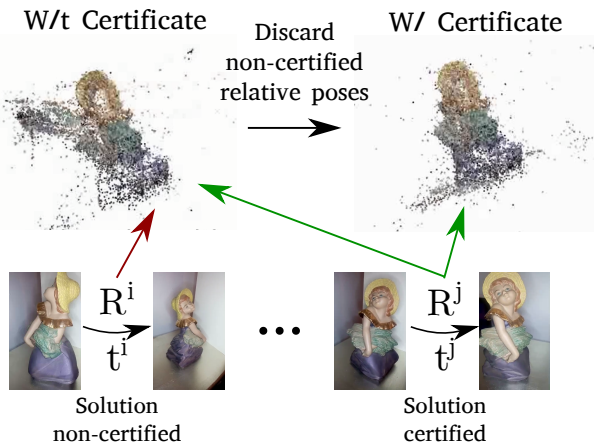 W/t Certificate
W/ Certificate
Discard
non-certified
relative poses
R^i
t^i
...
R^j
t^j
Solution
non-certified
Solution
certified